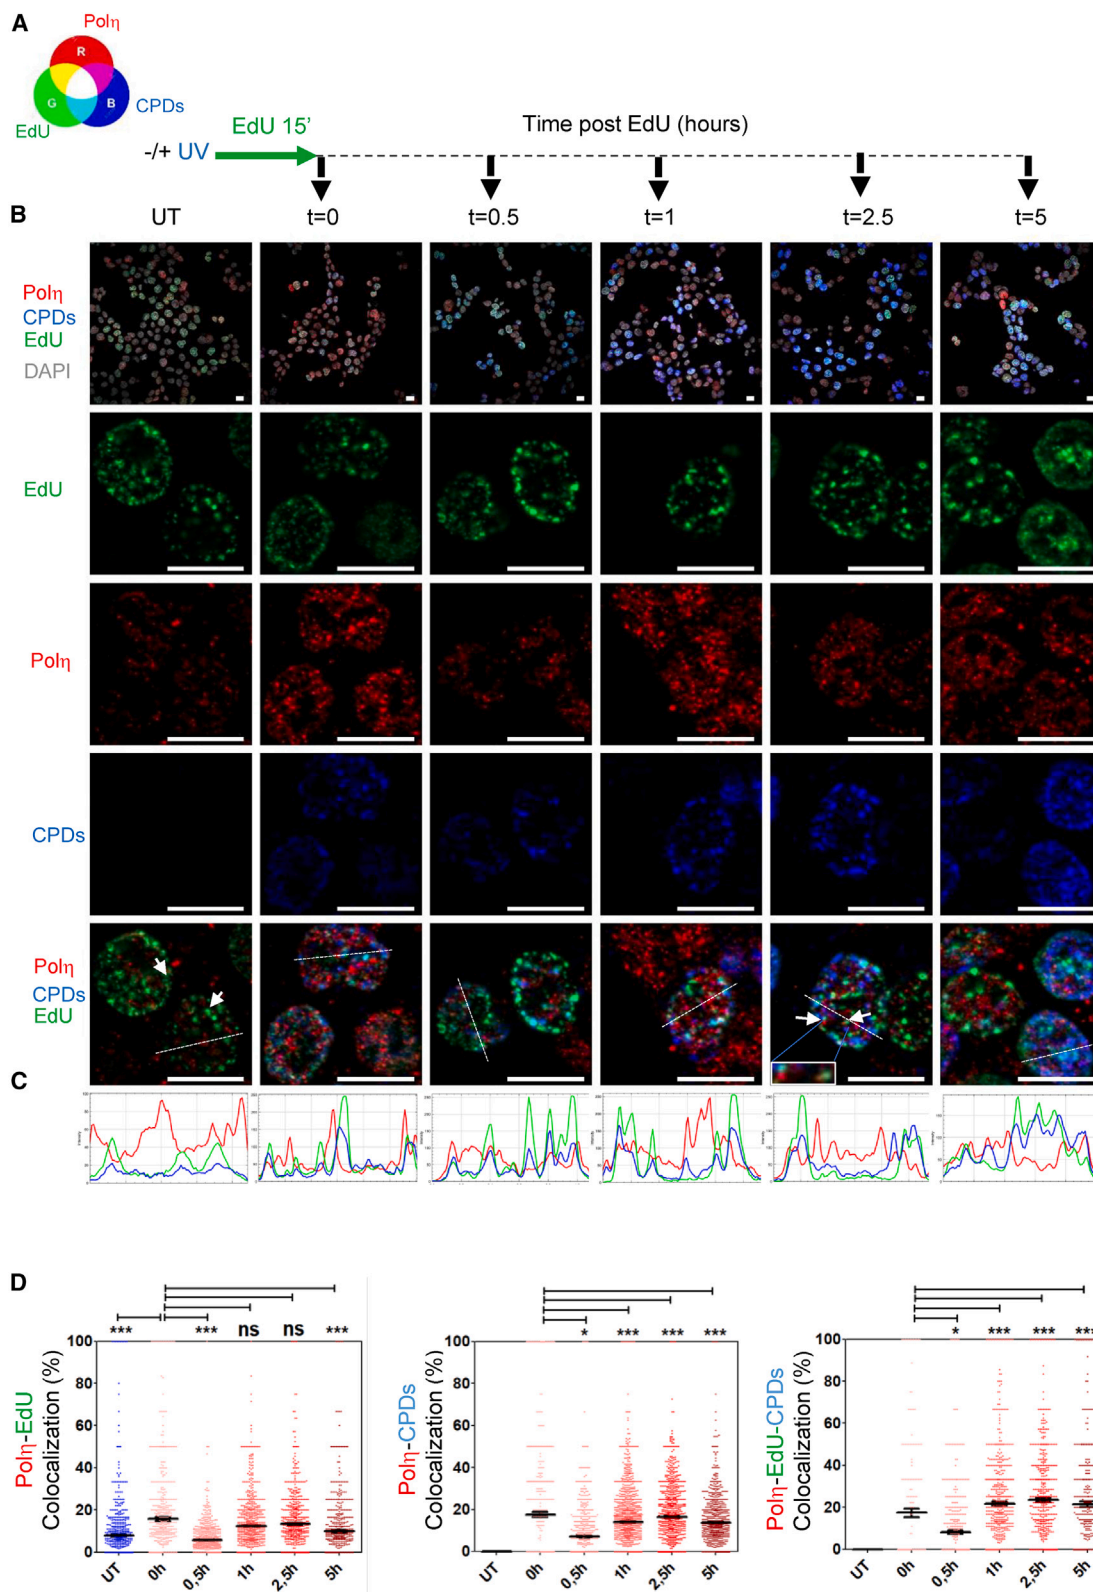 A
Polη
R
G
B
EdU
CPDs
-/+ UV
EdU 15'
Time post EdU (hours)
B
UT
t=0
t=0.5
t=1
t=2.5
t=5
Polη
CPDs
EdU
DAPI
EdU
Polη
CPDs
Polη
CPDs
EdU
C
D
Polη-EdU
Colocalization (%)
*** *** ns ns ***
100
80
60
40
20
0
UT 0h 0,5h 1h 2,5h 5h
Polη-CPDs
Colocalization (%)
* *** *** ***
100
80
60
40
20
0
UT 0h 0,5h 1h 2,5h 5h
Polη-EdU-CPDs
Colocalization (%)
* *** *** ***
100
80
60
40
20
0
UT 0h 0,5h 1h 2,5h 5h